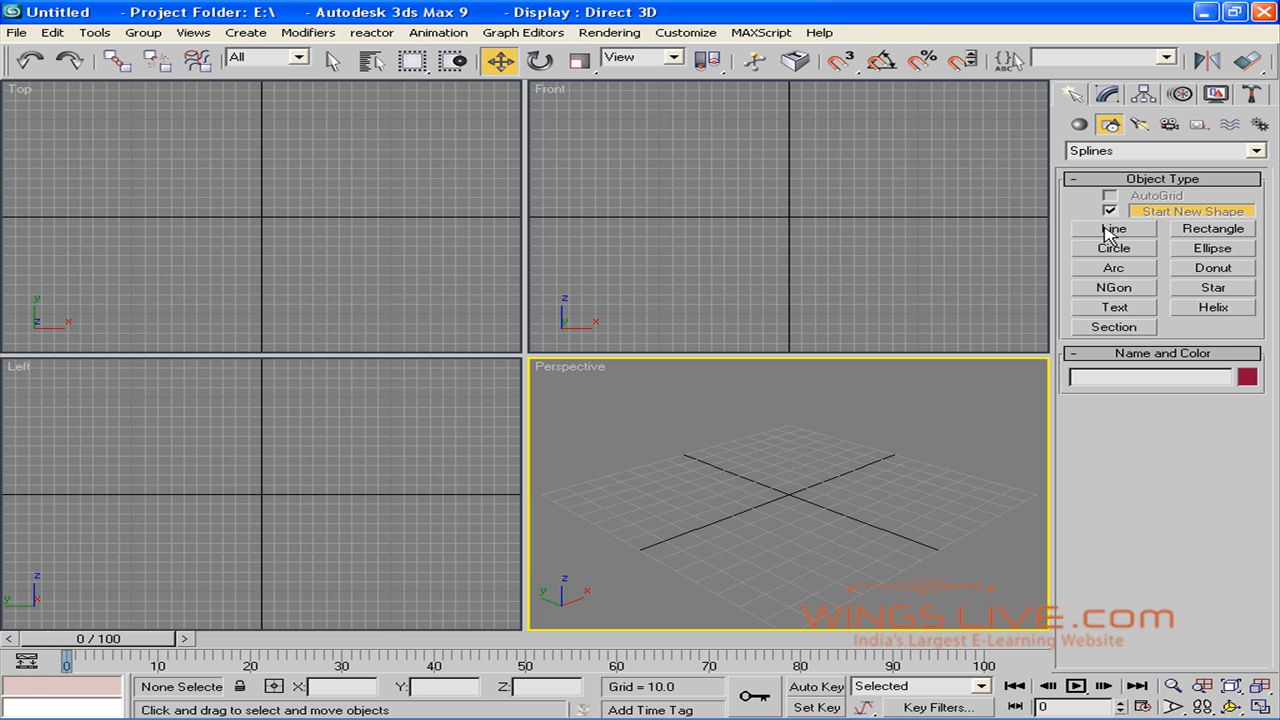 Untitled - Project Folder: E:\ - Autodesk 3ds Max 9 - Display : Direct 3D
File Edit Tools Group Views Create Modifiers reactor Animation Graph Editors Rendering Customize MAXScript Help
All View
Top Front
Splines
- Object Type
AutoGrid
Start New Shape
Line Rectangle
Circle Ellipse
Arc Donut
NGon Star
Text Helix
Section
- Name and Color
Left Perspective
y z
z x y x
z z
y x y x
WINGS LIVE.com
India's Largest E-Learning Website
< 0 / 100 >
0 10 20 30 40 50 60 70 80 90 100
None Selecte X: Y: Z: Grid = 10.0 Auto Key Selected
Click and drag to select and move objects Add Time Tag Set Key Key Filters... 0